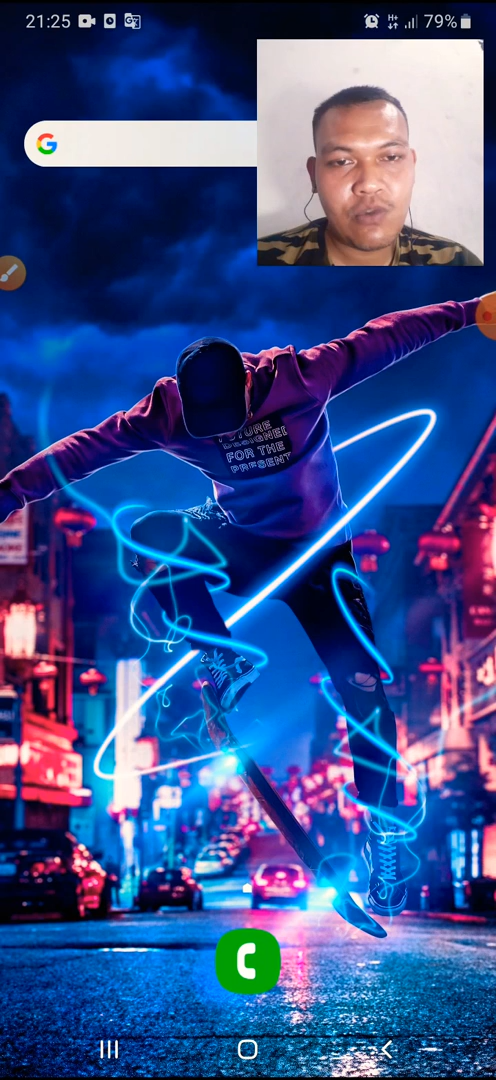 21:25
H+
79%
G
FUTURE
DESIGNED
FOR THE
PRESENT